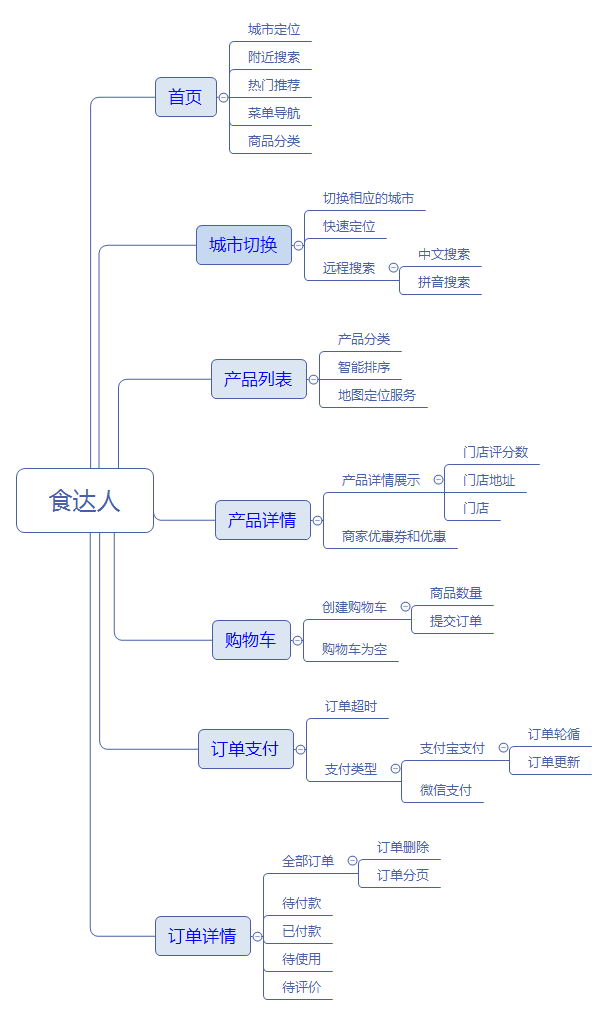 食达人
首页
城市定位
附近搜索
热门推荐
菜单导航
商品分类
城市切换
切换相应的城市
快速定位
远程搜索
中文搜索
拼音搜索
产品列表
产品分类
智能排序
地图定位服务
产品详情
产品详情展示
门店评分数
门店地址
门店
商家优惠券和优惠
购物车
创建购物车
商品数量
提交订单
购物车为空
订单支付
订单超时
支付类型
支付宝支付
订单轮循
订单更新
微信支付
订单详情
全部订单
订单删除
订单分页
待付款
已付款
待使用
待评价